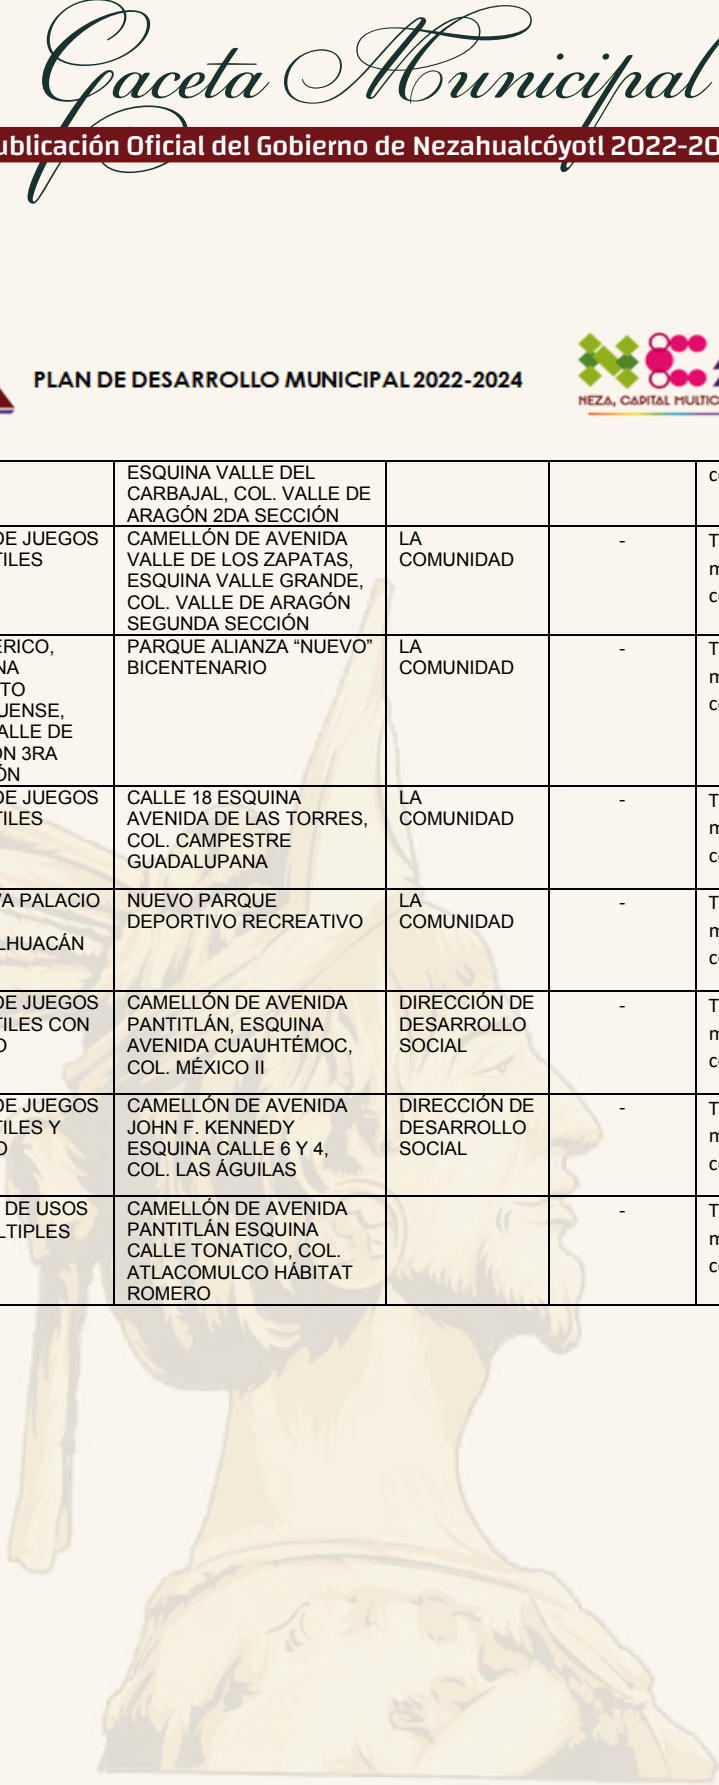 Gaceta Municipal
ublicación Oficial del Gobierno de Nezahualcóyotl 2022-20
PLAN DE DESARROLLO MUNICIPAL 2022-2024
NEZA, CAPITAL MULTIC
ESQUINA VALLE DEL
CARBAJAL, COL. VALLE DE
ARAGÓN 2DA SECCIÓN
c
DE JUEGOS
TILES
CAMELLÓN DE AVENIDA
VALLE DE LOS ZAPATAS,
ESQUINA VALLE GRANDE,
COL. VALLE DE ARAGÓN
SEGUNDA SECCIÓN
LA
COMUNIDAD
-
T
m
c
ERICO,
NA
TO
UENSE,
ALLE DE
ÓN 3RA
ÓN
PARQUE ALIANZA “NUEVO”
BICENTENARIO
LA
COMUNIDAD
-
T
m
c
DE JUEGOS
TILES
CALLE 18 ESQUINA
AVENIDA DE LAS TORRES,
COL. CAMPESTRE
GUADALUPANA
LA
COMUNIDAD
-
T
m
c
VA PALACIO
LHUACÁN
NUEVO PARQUE
DEPORTIVO RECREATIVO
LA
COMUNIDAD
-
T
m
c
DE JUEGOS
TILES CON
O
CAMELLÓN DE AVENIDA
PANTITLÁN, ESQUINA
AVENIDA CUAUHTÉMOC,
COL. MÉXICO II
DIRECCIÓN DE
DESARROLLO
SOCIAL
-
T
m
c
DE JUEGOS
TILES Y
O
CAMELLÓN DE AVENIDA
JOHN F. KENNEDY
ESQUINA CALLE 6 Y 4,
COL. LAS ÁGUILAS
DIRECCIÓN DE
DESARROLLO
SOCIAL
-
T
m
c
DE USOS
LTIPLES
CAMELLÓN DE AVENIDA
PANTITLÁN ESQUINA
CALLE TONATICO, COL.
ATLACOMULCO HÁBITAT
ROMERO
-
T
m
c